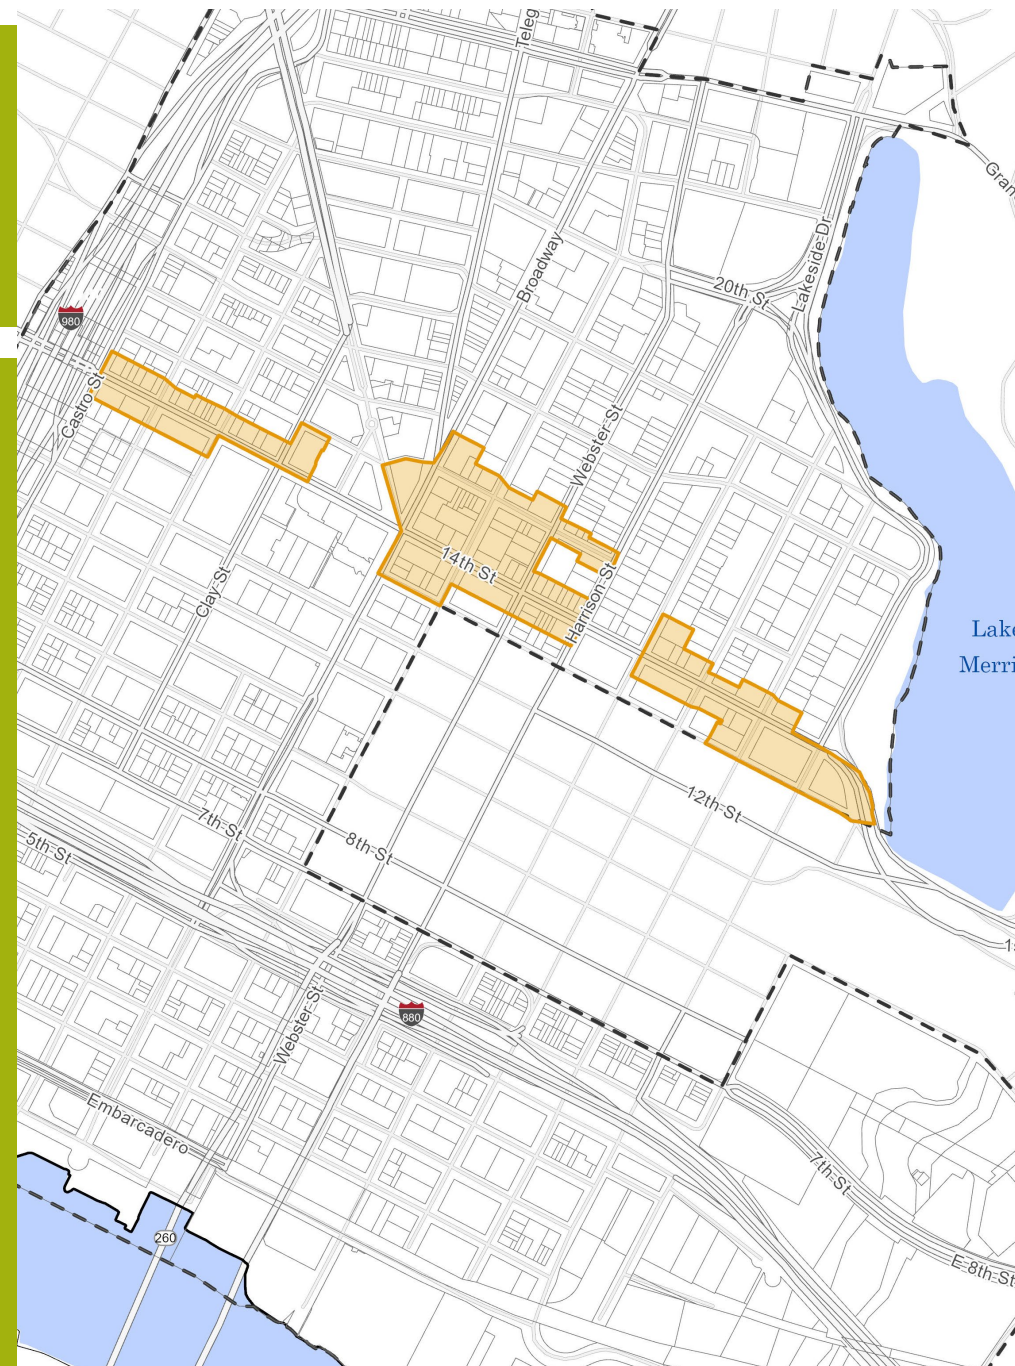 Teleg
Gran
Lakeside Dr
Broadway
20th St
980
Castro St
Webster St
14th St
Harrison St
Clay St
Lake
Merri
12th St
7th St
8th St
5th St
1
880
Webster St
Embarcadero
7th St
260
E 8th St